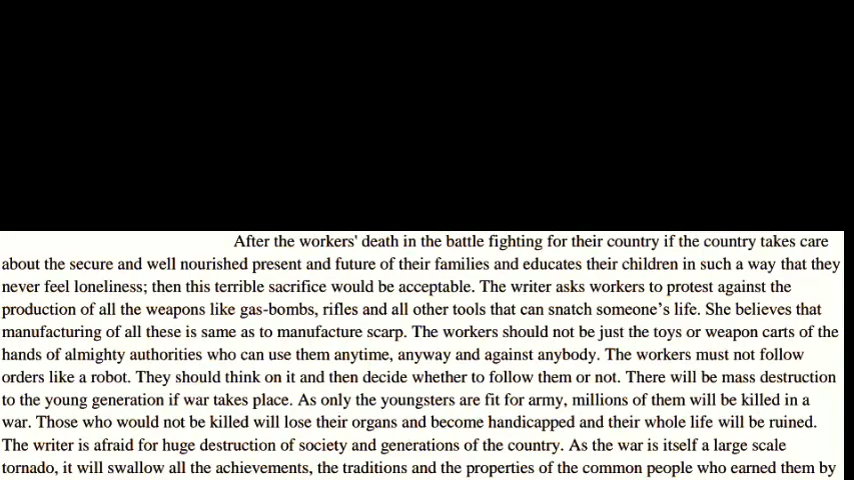 After the workers' death in the battle fighting for their country if the country takes care
about the secure and well nourished present and future of their families and educates their children in such a way that they
never feel loneliness; then this terrible sacrifice would be acceptable. The writer asks workers to protest against the
production of all the weapons like gas-bombs, rifles and all other tools that can snatch someone's life. She believes that
manufacturing of all these is same as to manufacture scarp. The workers should not be just the toys or weapon carts of the
hands of almighty authorities who can use them anytime, anyway and against anybody. The workers must not follow
orders like a robot. They should think on it and then decide whether to follow them or not. There will be mass destruction
to the young generation if war takes place. As only the youngsters are fit for army, millions of them will be killed in a
war. Those who would not be killed will lose their organs and become handicapped and their whole life will be ruined.
The writer is afraid for huge destruction of society and generations of the country. As the war is itself a large scale
tornado, it will swallow all the achievements, the traditions and the properties of the common people who earned them by